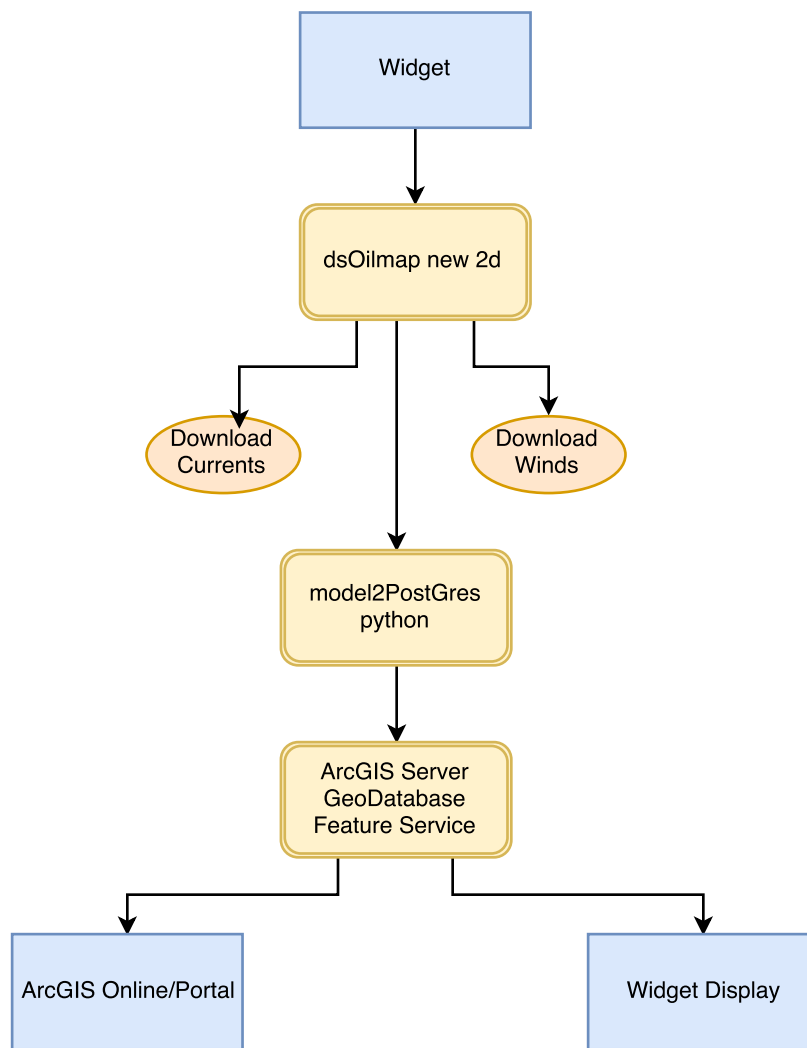 Widget
dsOilmap new 2d
Download
Currents
Download
Winds
model2PostGres
python
ArcGIS Server
GeoDatabase
Feature Service
ArcGIS Online/Portal
Widget Display